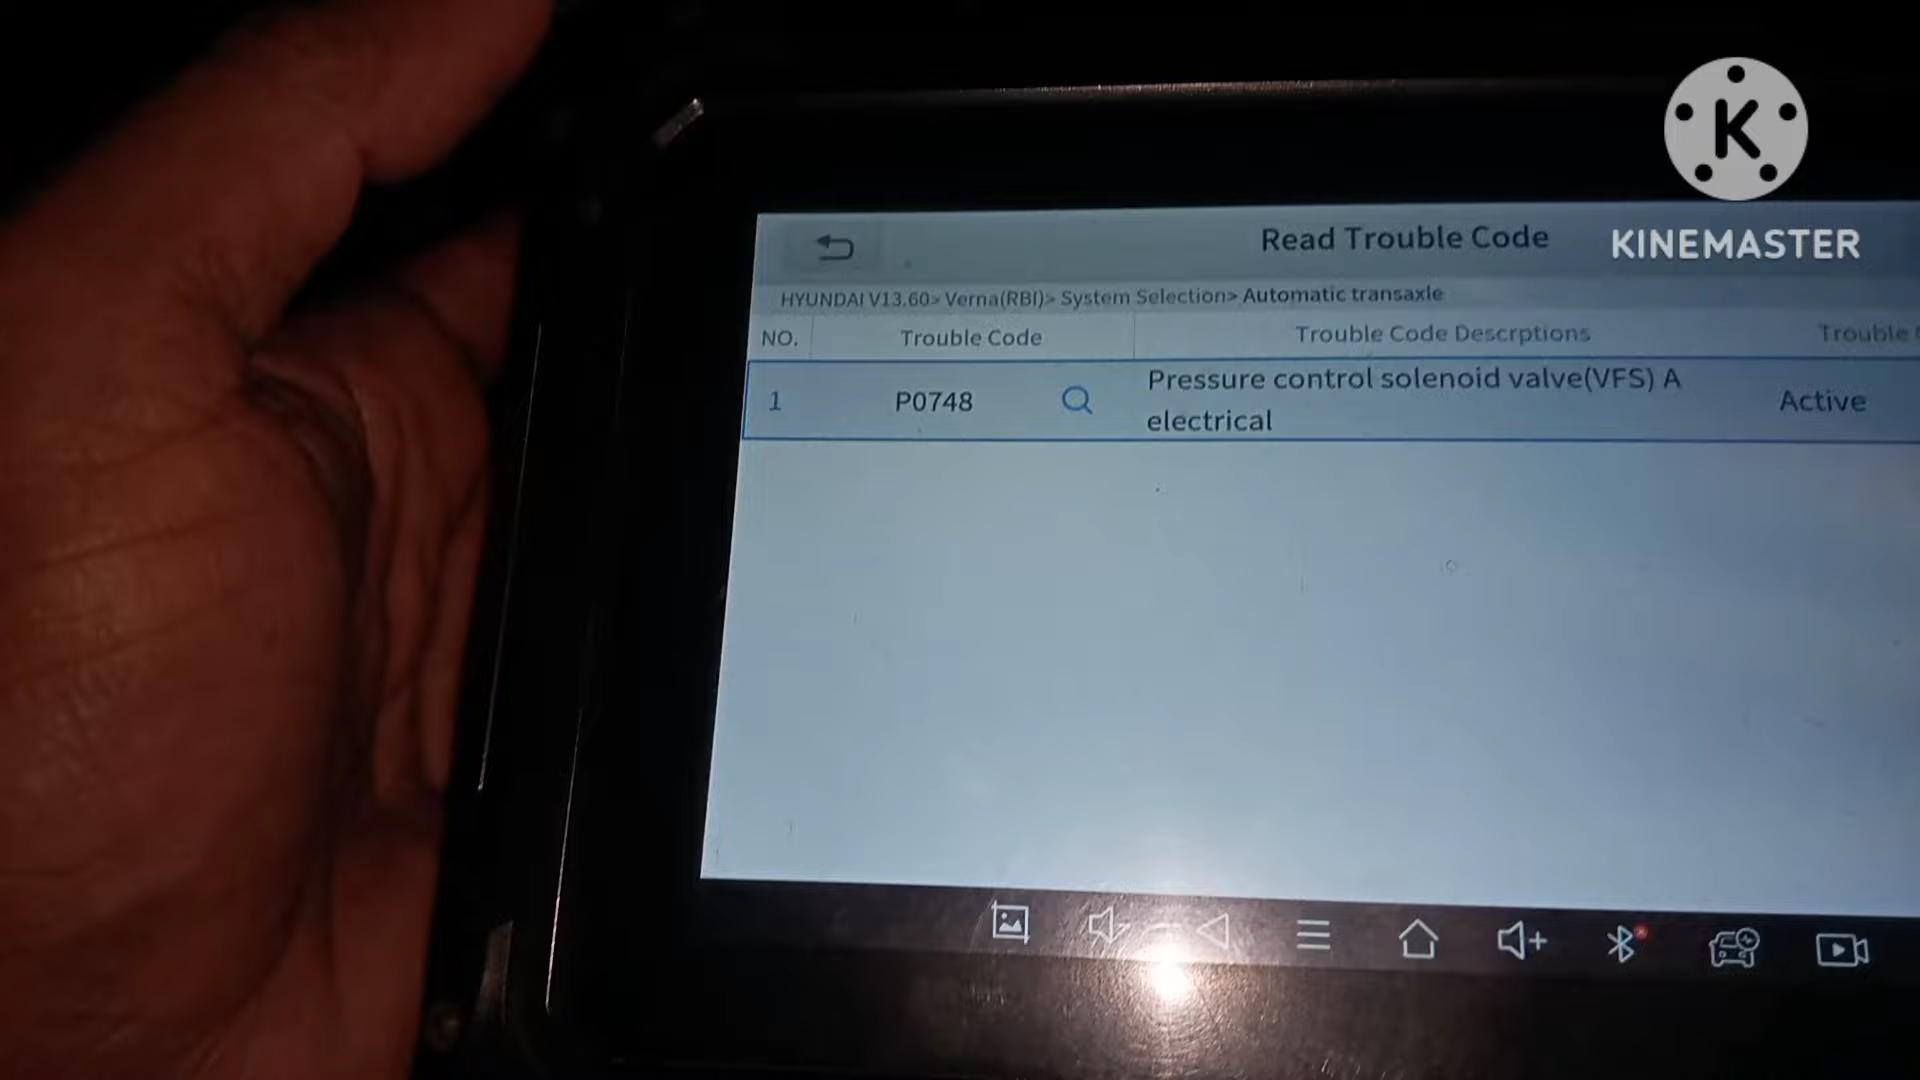 K
KINEMASTER
Read Trouble Code
HYUNDAI V13.60> Verna(RBI)> System Selection> Automatic transaxle
NO. Trouble Code Trouble Code Descrptions Trouble
1 P0748 Pressure control solenoid valve(VFS) A electrical Active